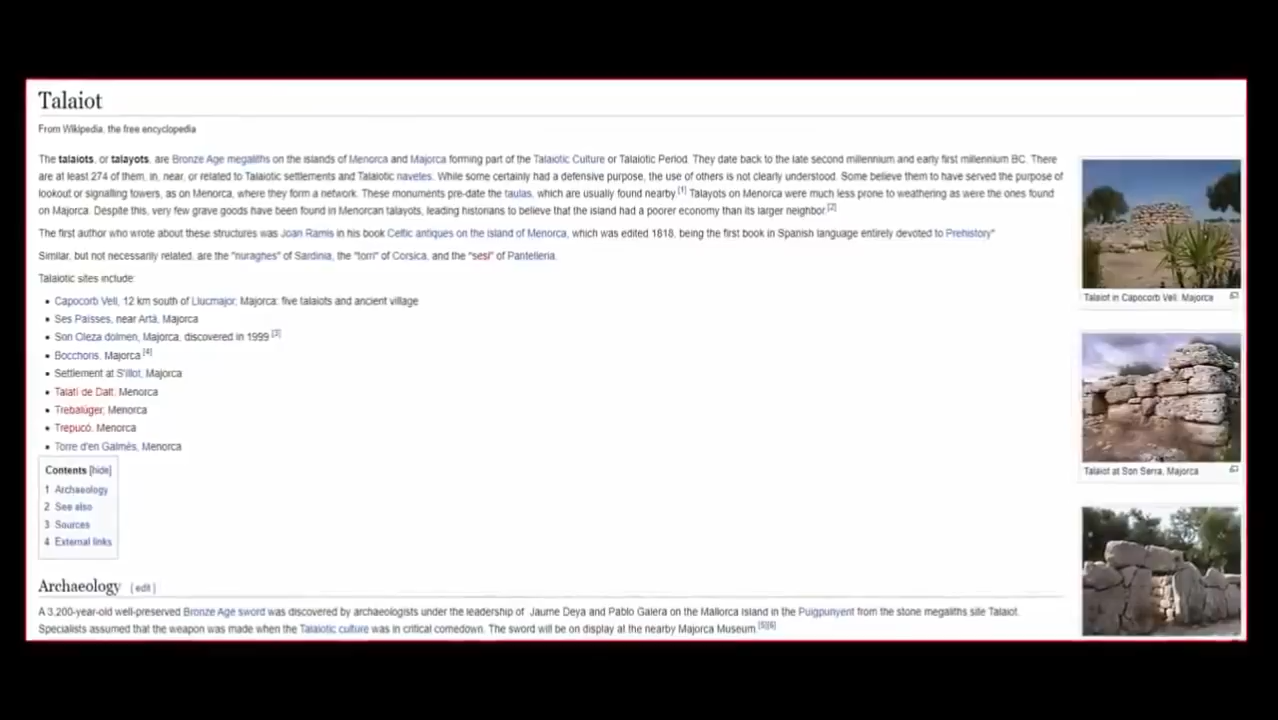 Talaiot
From Wikipedia, the free encyclopedia
The talaiots, or talayots, are Bronze Age megaliths on the islands of Menorca and Majorca forming part of the Talaiotic Culture or Talaiotic Period. They date back to the late second millennium and early first millennium BC. There
are at least 274 of them, in, near, or related to Talaiotic settlements and Talaiotic navetes. While some certainly had a defensive purpose, the use of others is not clearly understood. Some believe them to have served the purpose of
lookout or signalling towers, as on Menorca, where they form a network. These monuments pre-date the taulas, which are usually found nearby.[1] Talayots on Menorca were much less prone to weathering as were the ones found
on Majorca. Despite this, very few grave goods have been found in Menorcan talayots, leading historians to believe that the island had a poorer economy than its larger neighbor.[2]
The first author who wrote about these structures was Joan Ramis in his book Celtic antiques on the island of Menorca, which was edited 1818, being the first book in Spanish language entirely devoted to Prehistory"
Similar, but not necessarily related, are the "nuraghes" of Sardinia, the "torri" of Corsica, and the "sesi" of Pantelleria.
Talaiotic sites include:
• Capocorb Vell, 12 km south of Llucmajor, Majorca: five talaiots and ancient village
• Ses Païsses, near Artà, Majorca
• Son Oleza dolmen, Majorca, discovered in 1999 [3]
• Bocchoris, Majorca [4]
• Settlement at S'Illot, Majorca
• Talatí de Dalt, Menorca
• Trebalúger, Menorca
• Trepucó, Menorca
• Torre d'en Galmés, Menorca
Contents [hide]
1 Archaeology
2 See also
3 Sources
4 External links
Archaeology [ edit ]
A 3,200-year-old well-preserved Bronze Age sword was discovered by archaeologists under the leadership of Jaume Deya and Pablo Galera on the Mallorca Island in the Puigpunyent from the stone megaliths site Talaiot.
Specialists assumed that the weapon was made when the Talaiotic culture was in critical comedown. The sword will be on display at the nearby Majorca Museum.[5][6]
Talaiot in Capocorb Vell, Majorca
Talaiot at Son Serra, Majorca